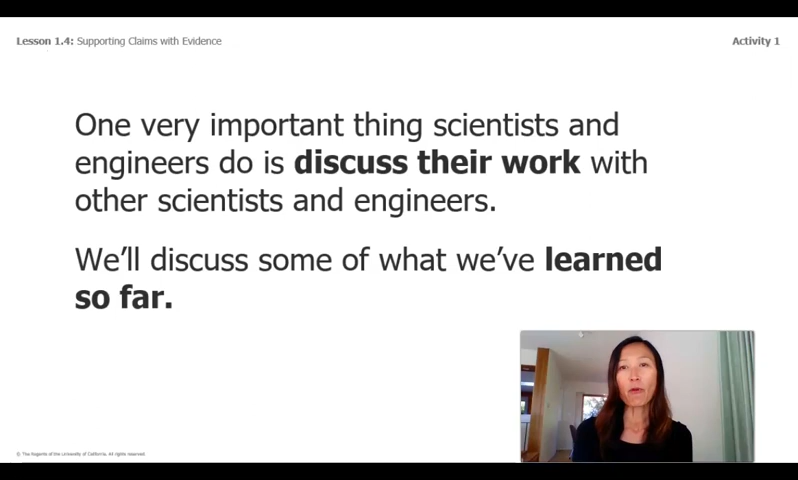 Lesson 1.4: Supporting Claims with Evidence
Activity 1
One very important thing scientists and
engineers do is discuss their work with
other scientists and engineers.
We'll discuss some of what we've learned
so far.
© The Regents of the University of California. All rights reserved.